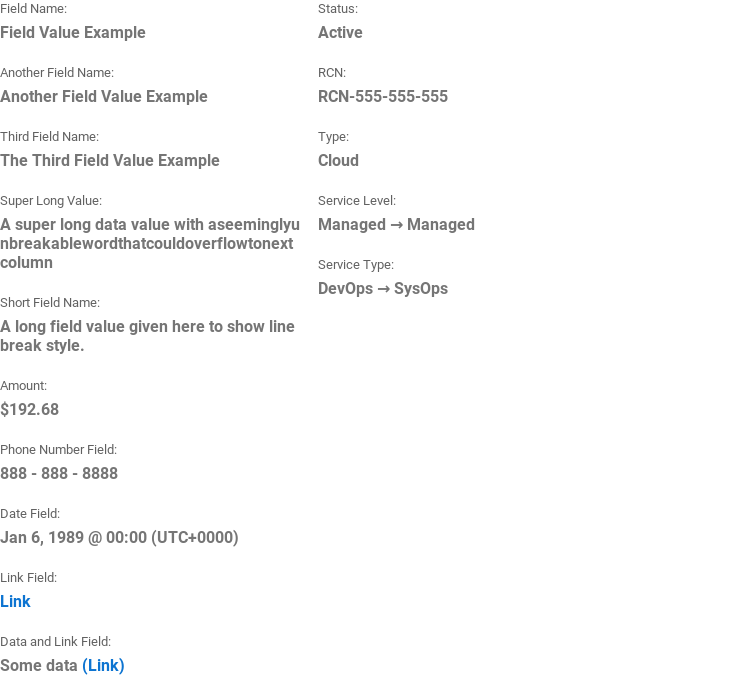 Field Name:
Field Value Example
Another Field Name:
Another Field Value Example
Third Field Name:
The Third Field Value Example
Super Long Value:
A super long data value with aseeminglyu
nbreakablewordthatcouldoverflowtonext
column
Short Field Name:
A long field value given here to show line
break style.
Amount:
$192.68
Phone Number Field:
888 - 888 - 8888
Date Field:
Jan 6, 1989 @ 00:00 (UTC+0000)
Link Field:
Link
Data and Link Field:
Some data (Link)
Status:
Active
RCN:
RCN-555-555-555
Type:
Cloud
Service Level:
Managed → Managed
Service Type:
DevOps → SysOps